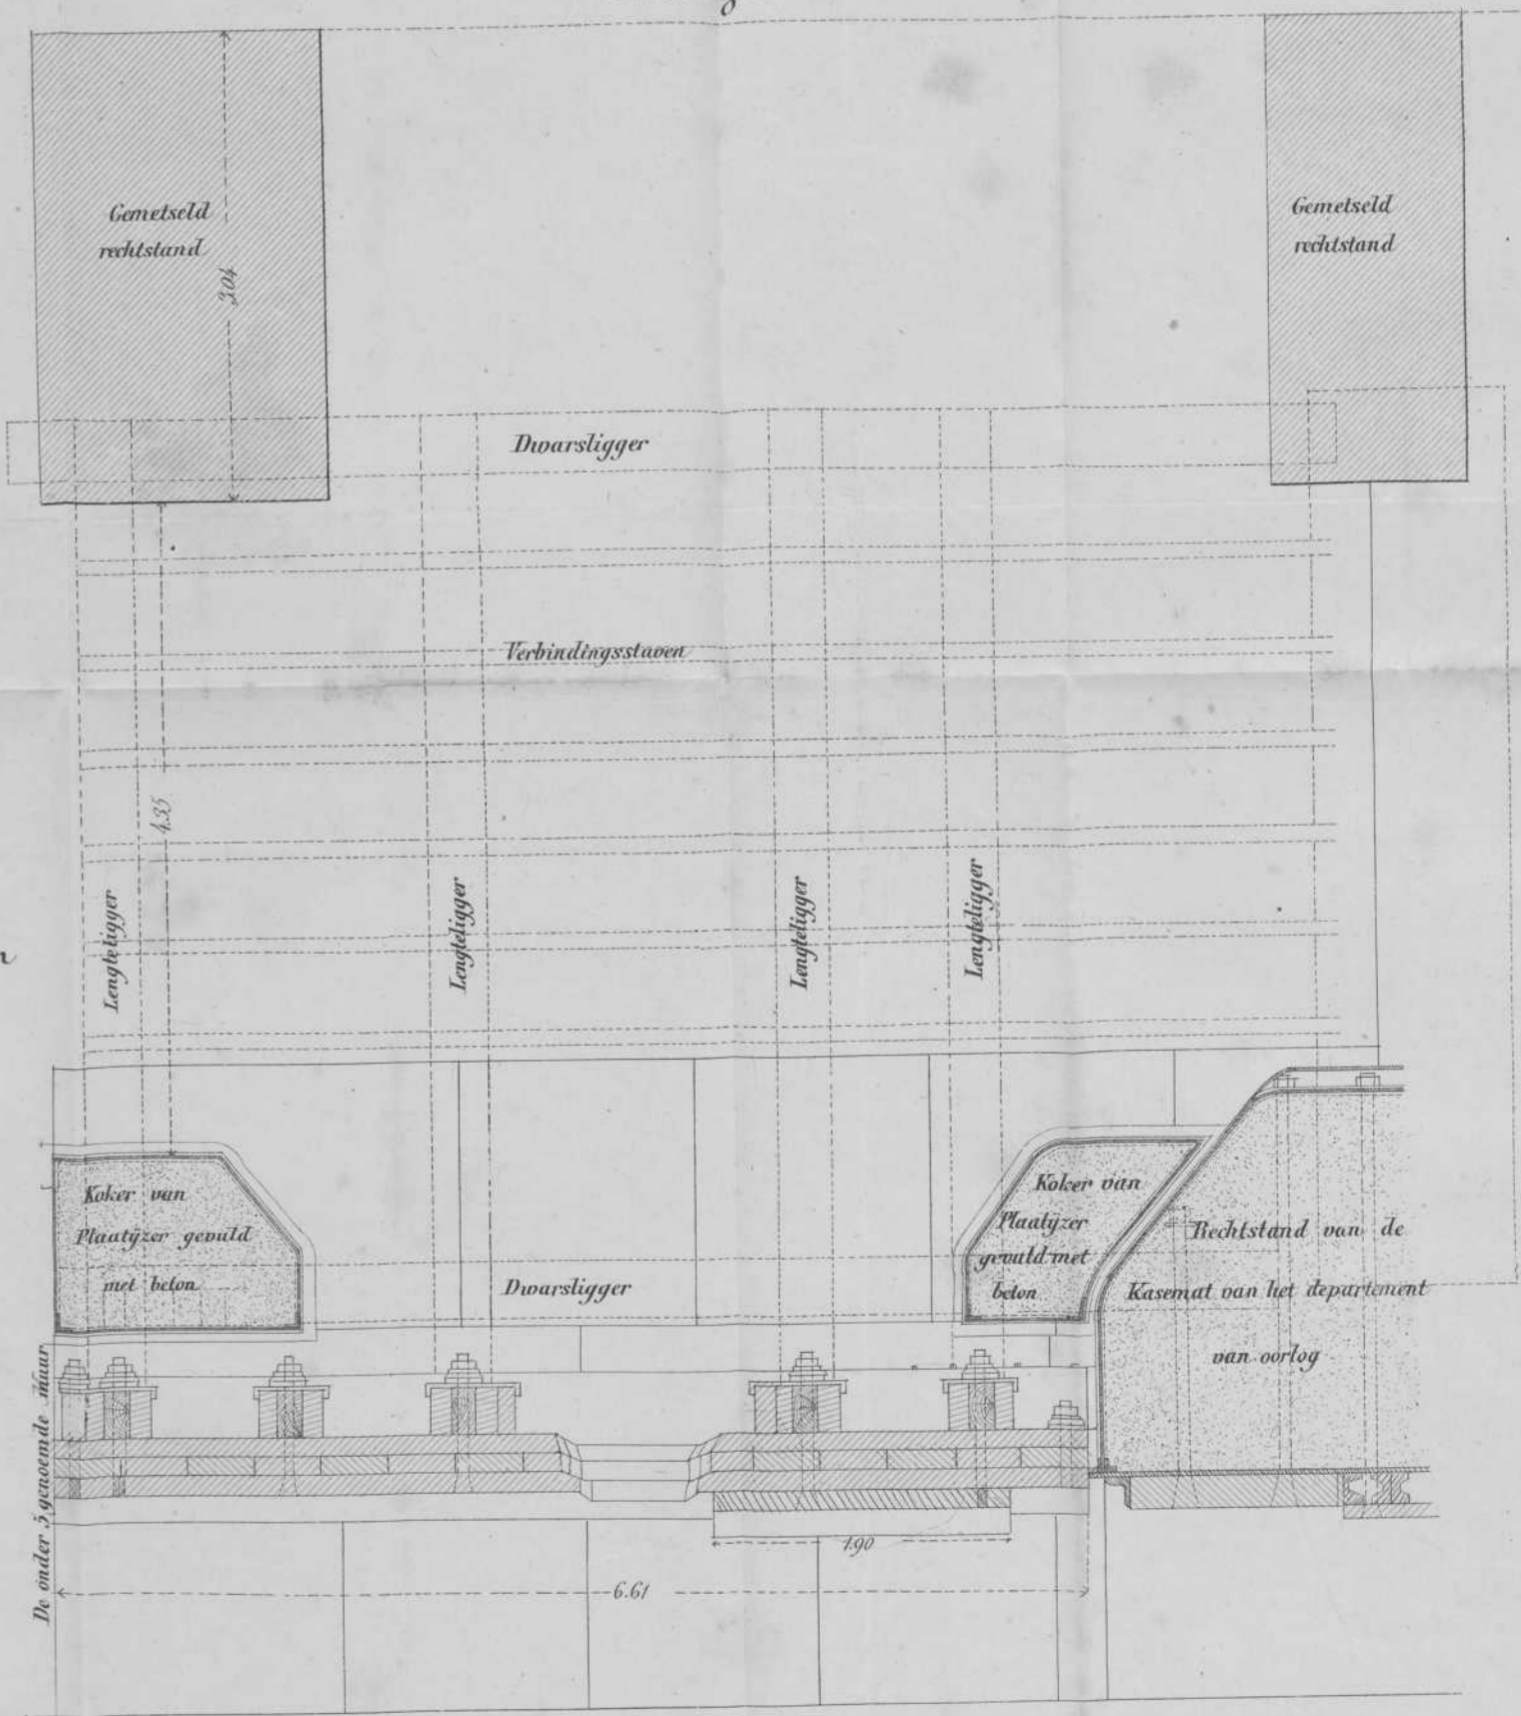 Gemetseld
rechtstand
3.04
Gemetseld
rechtstand
Dwarsligger
Verbindingsstaven
4.35
Lengteligger
Lengteligger
Lengteligger
Lengteligger
Koker van
Plaatijzer gevuld
met beton
Dwarsligger
Koker van
Plaatijzer
gevuld met
beton
Rechtstand van de
Kasemat van het departement
van oorlog
De onder 5 genoemde muur
1.90
6.61